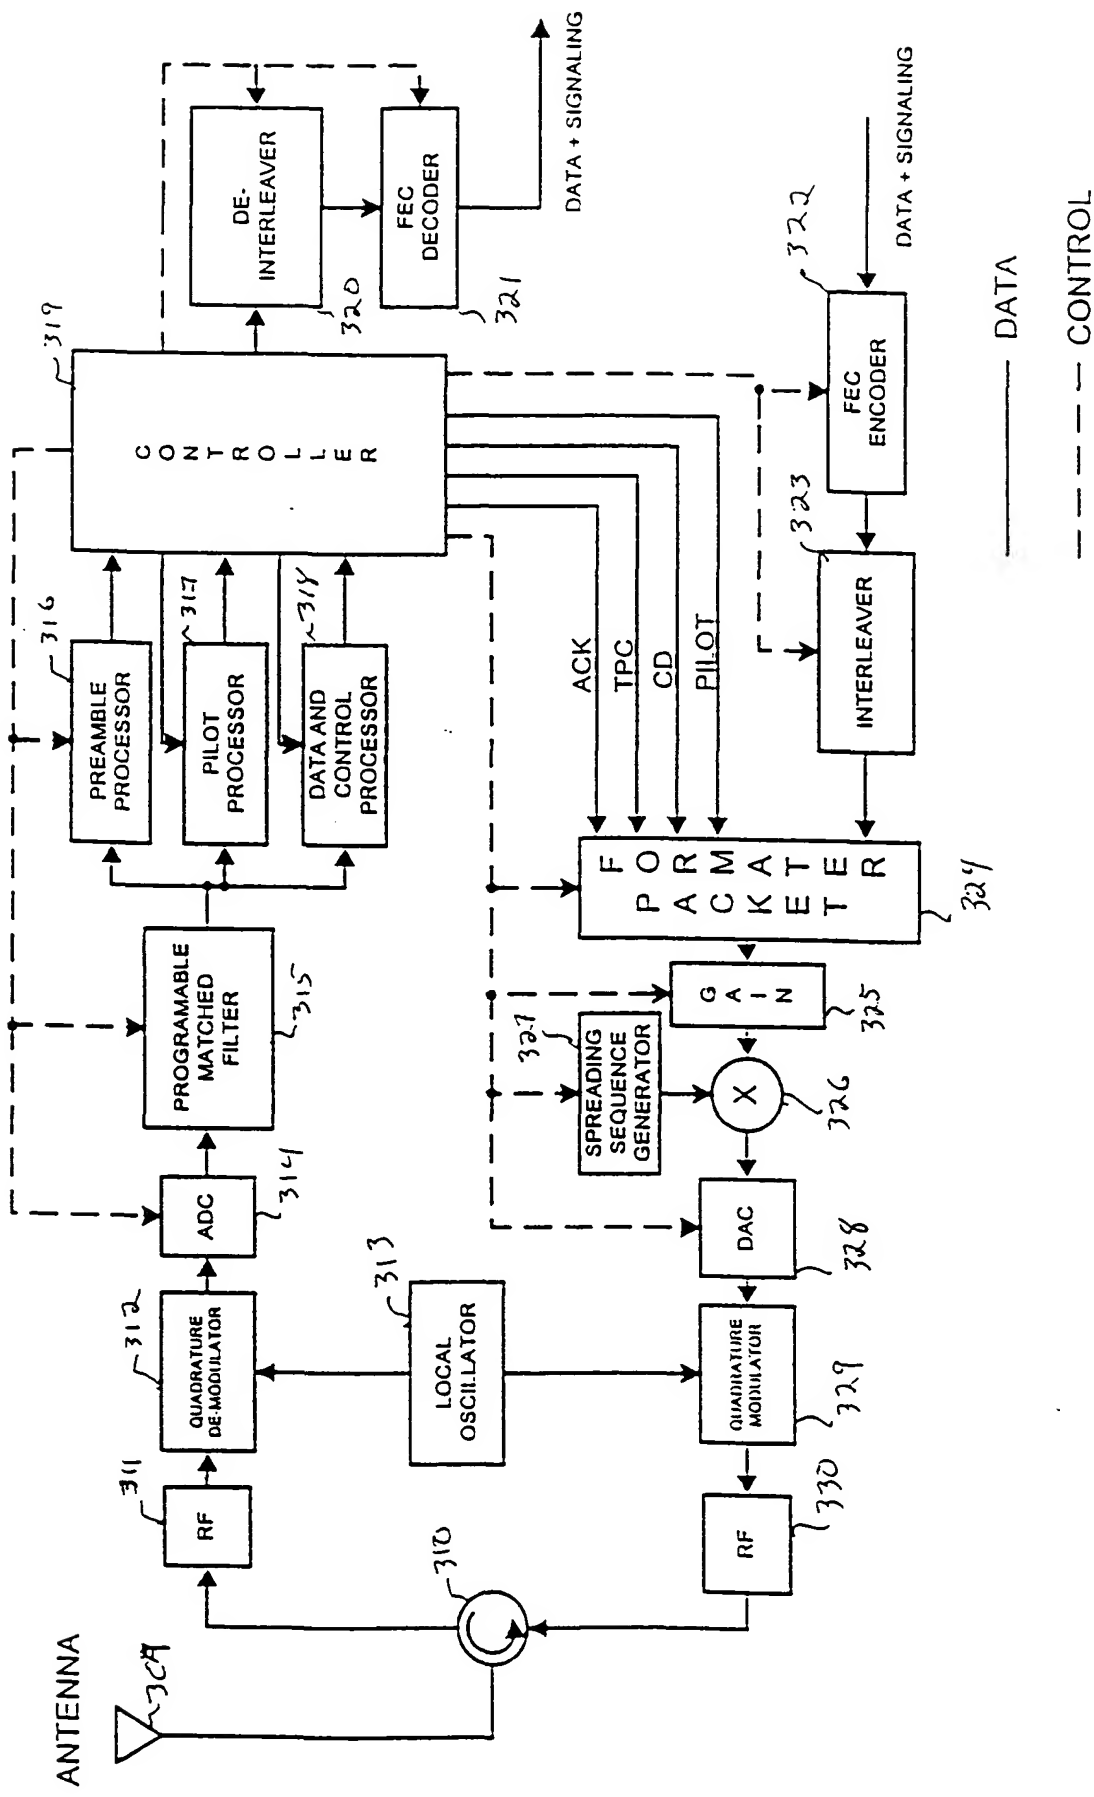 ANTENNA
309
310
311
RF
312
QUADRATURE
DE-MODULATOR
313
LOCAL
OSCILLATOR
314
ADC
315
PROGRAMABLE
MATCHED
FILTER
316
PREAMBLE
PROCESSOR
317
PILOT
PROCESSOR
318
DATA AND
CONTROL
PROCESSOR
319
CONTROLLER
320
DE-
INTERLEAVER
321
FEC
DECODER
DATA + SIGNALING
DATA + SIGNALING
322
FEC
ENCODER
323
INTERLEAVER
ACK
TPC
CD
PILOT
324
PACKET
FORMATTER
325
GAIN
326
X
327
SPREADING
SEQUENCE
GENERATOR
328
DAC
329
QUADRATURE
MODULATOR
330
RF
DATA
CONTROL